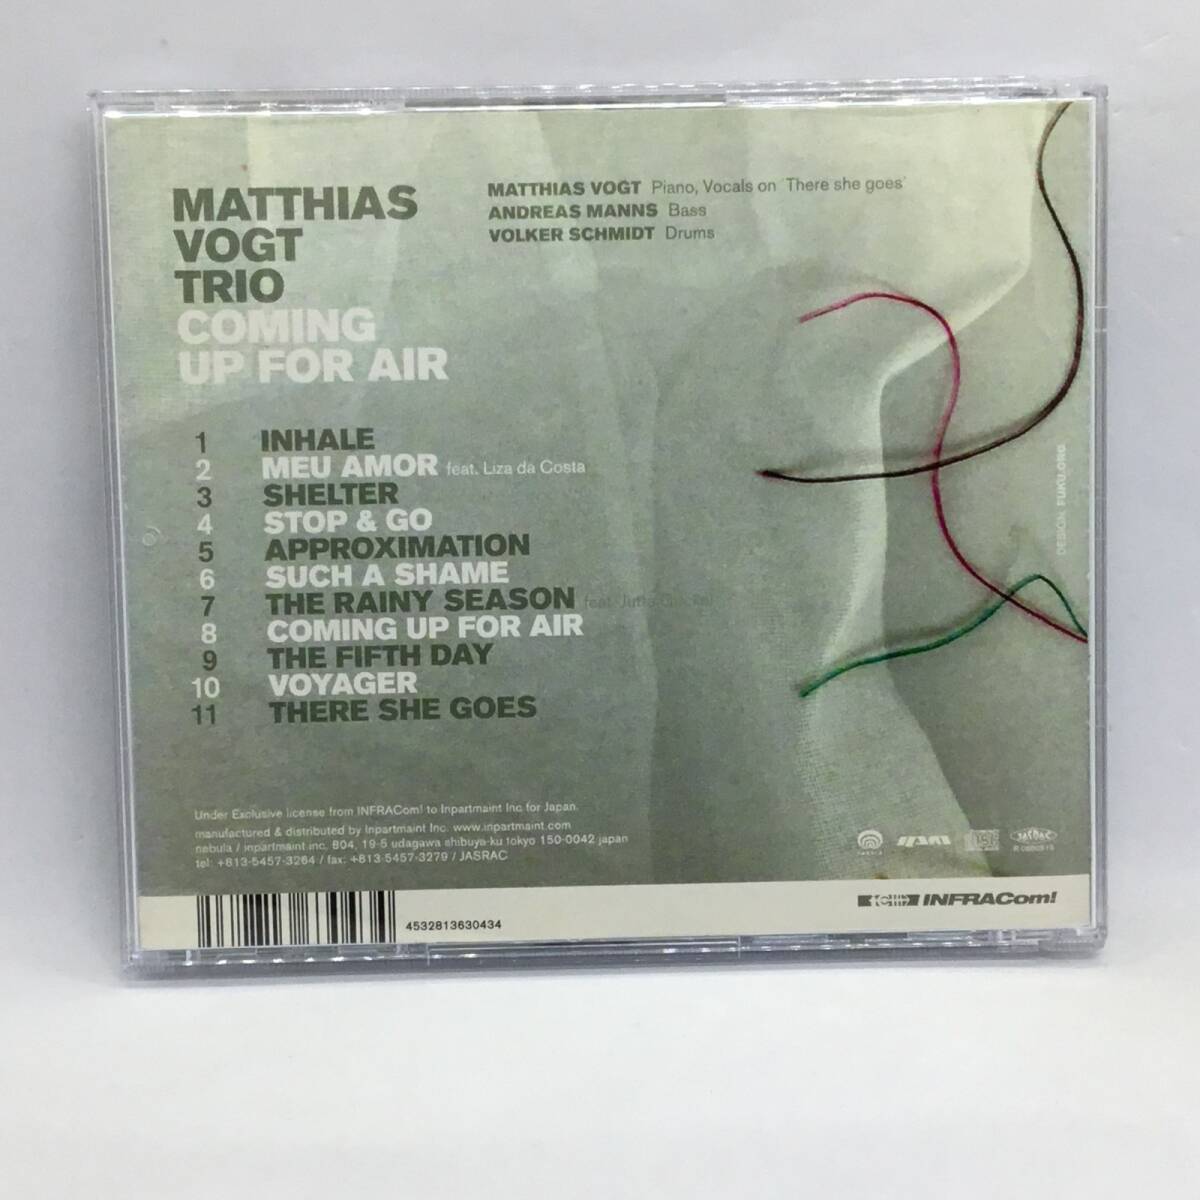 MATTHIAS
VOGT
TRIO
COMING
UP FOR AIR
MATTHIAS VOGT Piano, Vocals on 'There she goes'
ANDREAS MANNS Bass
VOLKER SCHMIDT Drums
1 INHALE
2 MEU AMOR feat. Liza da Costa
3 SHELTER
4 STOP & GO
5 APPROXIMATION
6 SUCH A SHAME
7 THE RAINY SEASON feat.
8 COMING UP FOR AIR
9 THE FIFTH DAY
10 VOYAGER
11 THERE SHE GOES
DESIGN FUKU.ORG
Under Exclusive license from INFRACom! to Inpartmaint Inc. for Japan.
manufactured & distributed by Inpartmaint Inc. www.inpartmaint.com
nebula / inpartmaint inc. 804, 19-5 udagawa shibuya-ku tokyo 150-0042 japan
tel: +813-5457-3264 / fax: +813-5457-3279 / JASRAC
JASRAC
4532813630434
INFRACom!